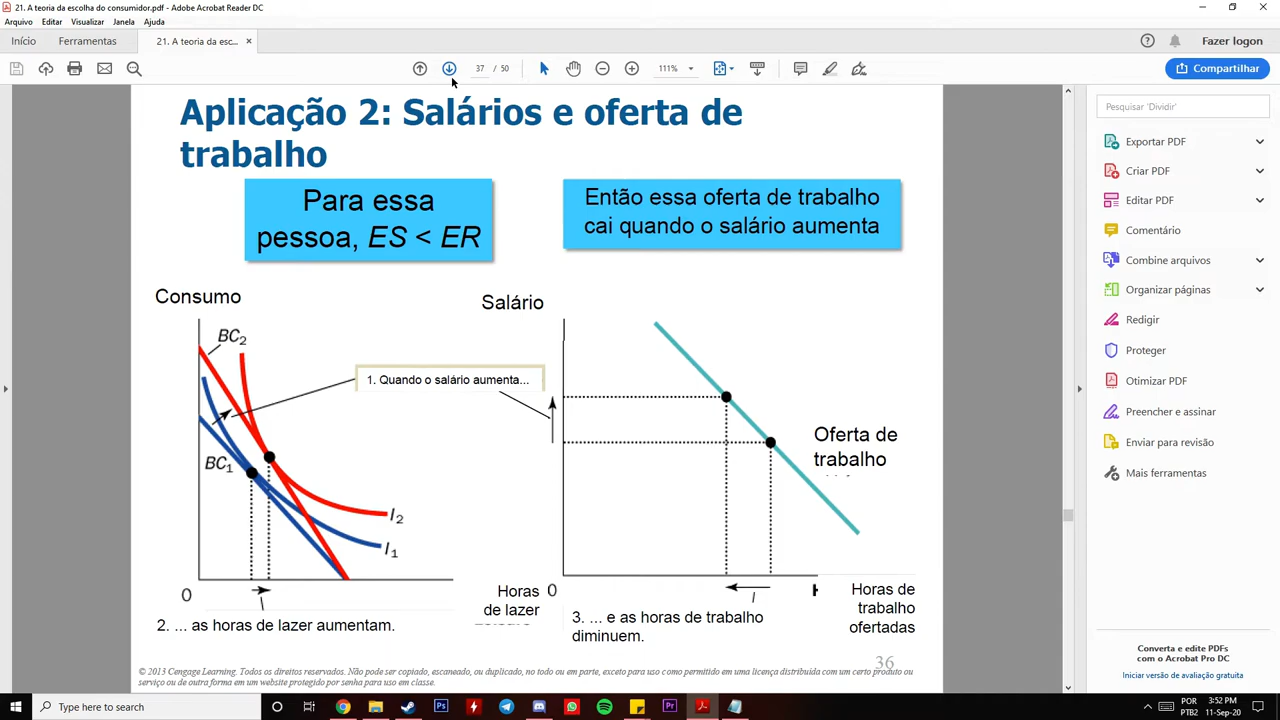 21. A teoria da escolha do consumidor.pdf - Adobe Acrobat Reader DC
Arquivo Editar Visualizar Janela Ajuda
Início Ferramentas 21. A teoria da esc... × Fazer logon
37 / 50 111% Compartilhar
Aplicação 2: Salários e oferta de
trabalho
Para essa
pessoa, ES < ER
Então essa oferta de trabalho
cai quando o salário aumenta
Consumo
Salário
BC2
1. Quando o salário aumenta...
BC1
I2
I1
Oferta de
trabalho
0
Horas
de lazer
0
l
l
Horas de
trabalho
ofertadas
2. ... as horas de lazer aumentam.
3. ... e as horas de trabalho
diminuem.
36
© 2013 Cengage Learning. Todos os direitos reservados. Não pode ser copiado, escaneado, ou duplicado, no todo ou em parte, exceto para uso como permitido em uma licença distribuída com um certo produto ou
serviço ou de outra forma em um website protegido por senha para uso em classe.
Pesquisar 'Dividir'
Exportar PDF
Criar PDF
Editar PDF
Comentário
Combine arquivos
Organizar páginas
Redigir
Proteger
Otimizar PDF
Preencher e assinar
Enviar para revisão
Mais ferramentas
Converta e edite PDFs
com o Acrobat Pro DC
Iniciar versão de avaliação gratuita
Type here to search
POR
PTB2
3:52 PM
11-Sep-20